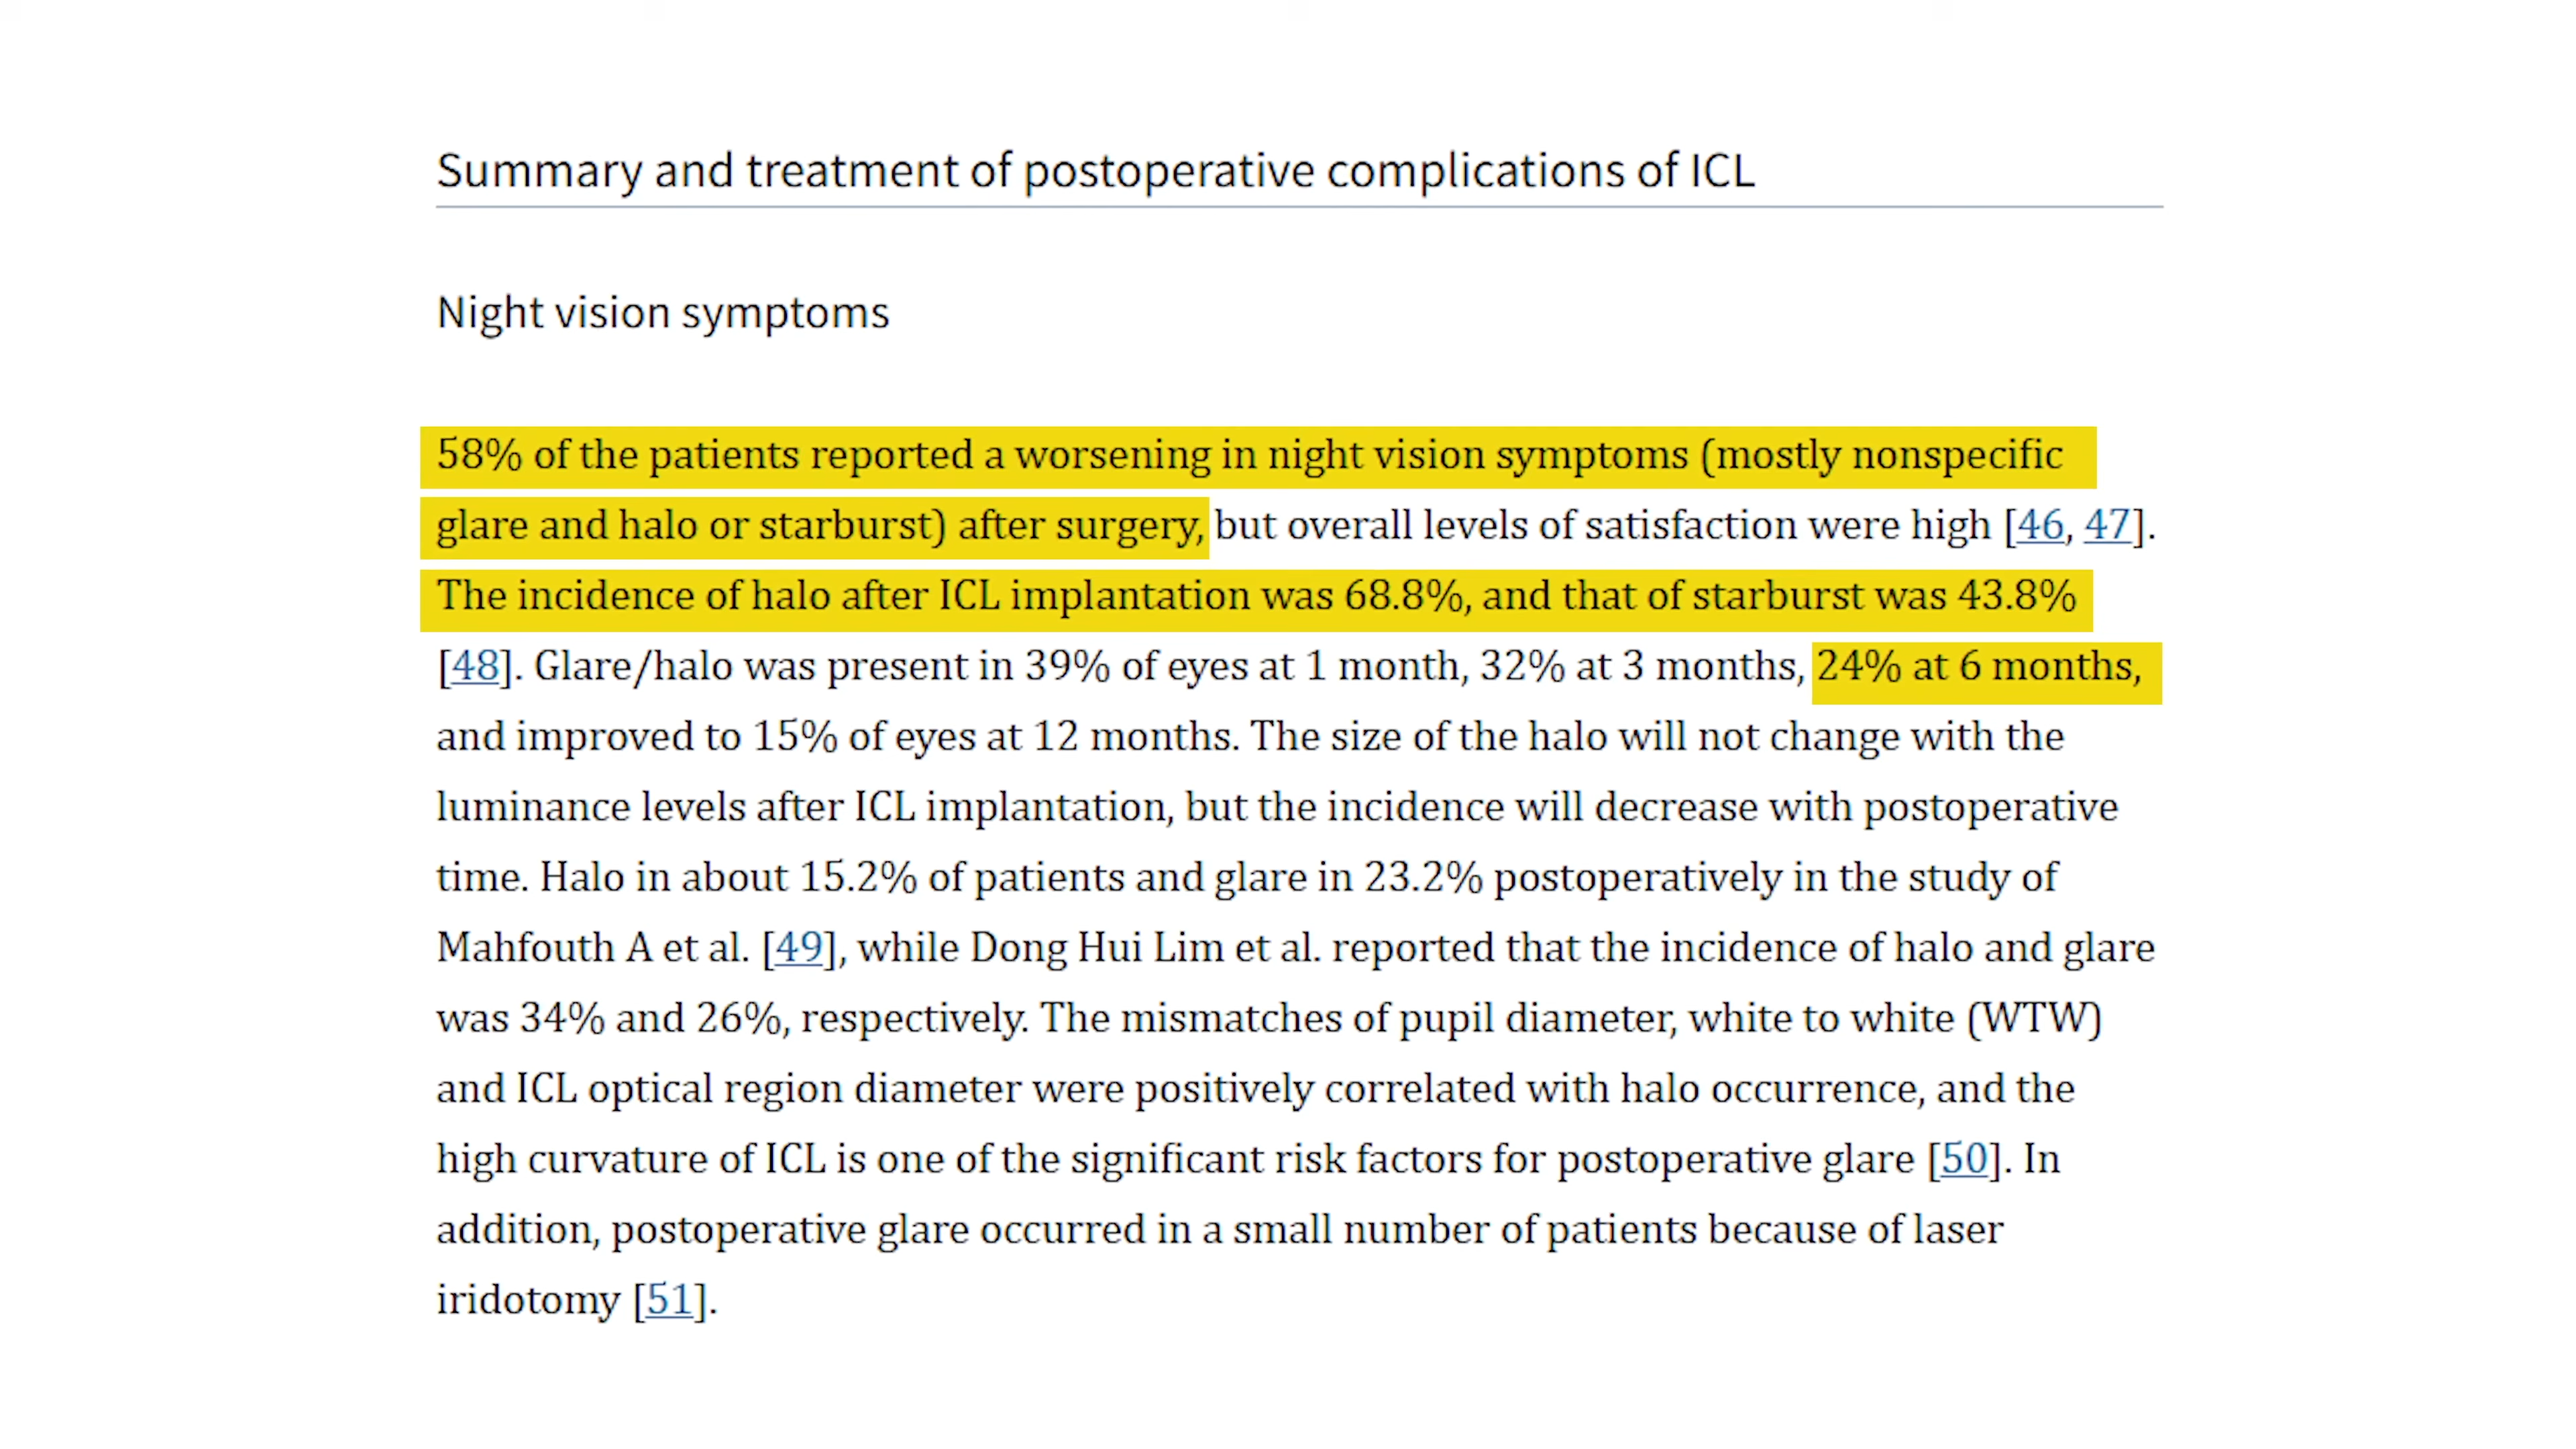 Summary and treatment of postoperative complications of ICL
Night vision symptoms
58% of the patients reported a worsening in night vision symptoms (mostly nonspecific
glare and halo or starburst) after surgery, but overall levels of satisfaction were high [46, 47].
The incidence of halo after ICL implantation was 68.8%, and that of starburst was 43.8%
[48]. Glare/halo was present in 39% of eyes at 1 month, 32% at 3 months, 24% at 6 months,
and improved to 15% of eyes at 12 months. The size of the halo will not change with the
luminance levels after ICL implantation, but the incidence will decrease with postoperative
time. Halo in about 15.2% of patients and glare in 23.2% postoperatively in the study of
Mahfouth A et al. [49], while Dong Hui Lim et al. reported that the incidence of halo and glare
was 34% and 26%, respectively. The mismatches of pupil diameter, white to white (WTW)
and ICL optical region diameter were positively correlated with halo occurrence, and the
high curvature of ICL is one of the significant risk factors for postoperative glare [50]. In
addition, postoperative glare occurred in a small number of patients because of laser
iridotomy [51].